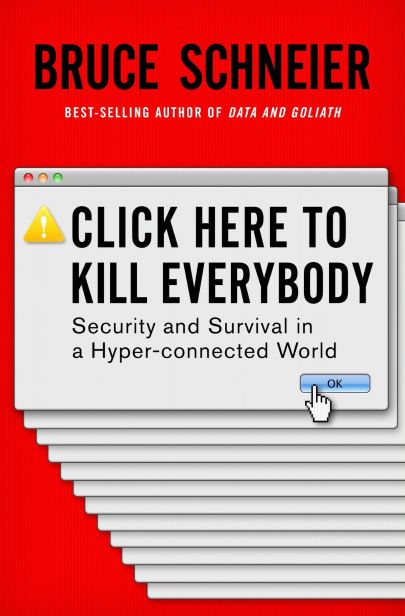 BRUCE SCHNEIER
BEST-SELLING AUTHOR OF DATA AND GOLIATH
CLICK HERE TO
KILL EVERYBODY
Security and Survival in
a Hyper-connected World
OK